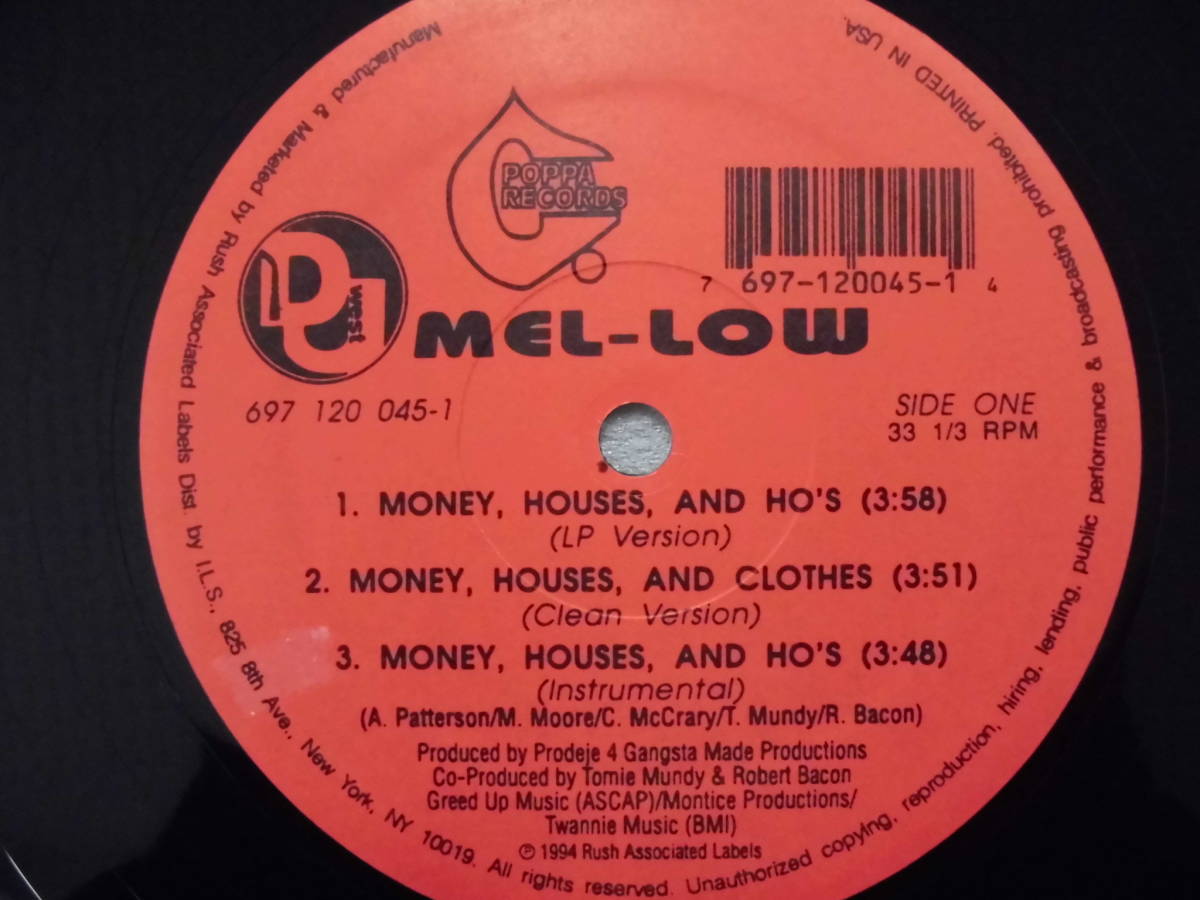 POPPA
RECORDS
7 697-120045-1 4
PU
west
MEL-LOW
697 120 045-1
SIDE ONE
33 1/3 RPM
1. MONEY, HOUSES, AND HO'S (3:58)
(LP Version)
2. MONEY, HOUSES, AND CLOTHES (3:51)
(Clean Version)
3. MONEY, HOUSES, AND HO'S (3:48)
(Instrumental)
(A. Patterson/M. Moore/C. McCrary/T. Mundy/R. Bacon)
Produced by Prodeje 4 Gangsta Made Productions
Co-Produced by Tomie Mundy & Robert Bacon
Greed Up Music (ASCAP)/Montice Productions/
Twannie Music (BMI)
℗ 1994 Rush Associated Labels
Manufactured & Marketed by Rush Associated Labels Dist. by I.L.S., 825 8th Ave., New York, NY 10019. All rights reserved. Unauthorized copying, reproduction, hiring, lending, public performance & broadcasting prohibited. PRINTED IN USA.